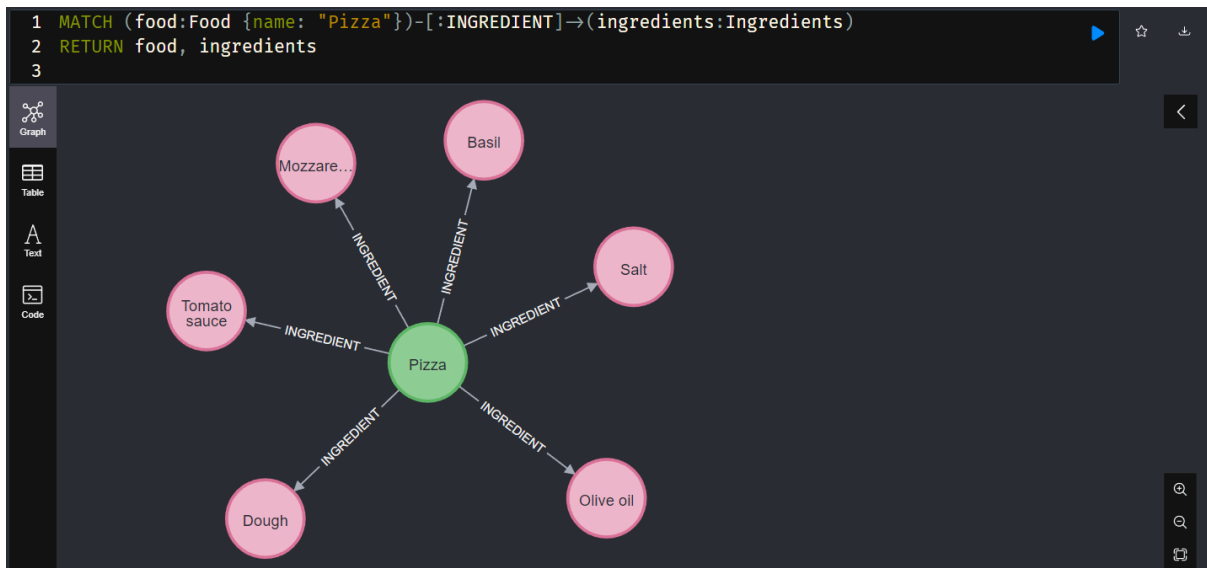 1 MATCH (food:Food {name: "Pizza"})-[:INGREDIENT]→(ingredients:Ingredients)
2 RETURN food, ingredients
3
Graph
Table
A
Text
Code
Basil
Mozzare...
INGREDIENT
INGREDIENT
Salt
Tomato
sauce
INGREDIENT
INGREDIENT
Pizza
INGREDIENT
INGREDIENT
Dough
Olive oil